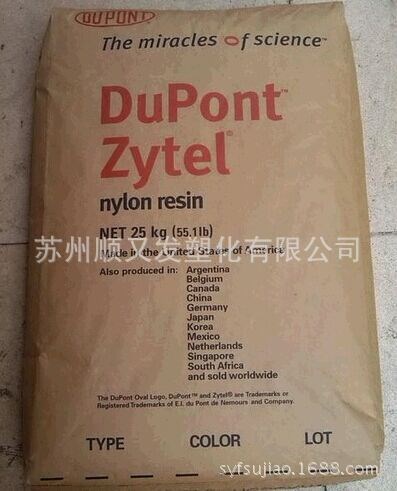 DUPONT
The miracles of science™
DuPont™
Zytel®
nylon resin
NET 25 kg (55.1lb)
苏州顺又发塑化有限公司
Made in the United States of America
Also produced in: Argentina
Belgium
Canada
China
Germany
Japan
Korea
Mexico
Netherlands
Singapore
South Africa
and sold worldwide
The DuPont Oval Logo, DuPont™ and Zytel® are Trademarks or
Registered Trademarks of E.I. du Pont de Nemours and Company.
TYPE COLOR LOT
syfsujiao.1688.com